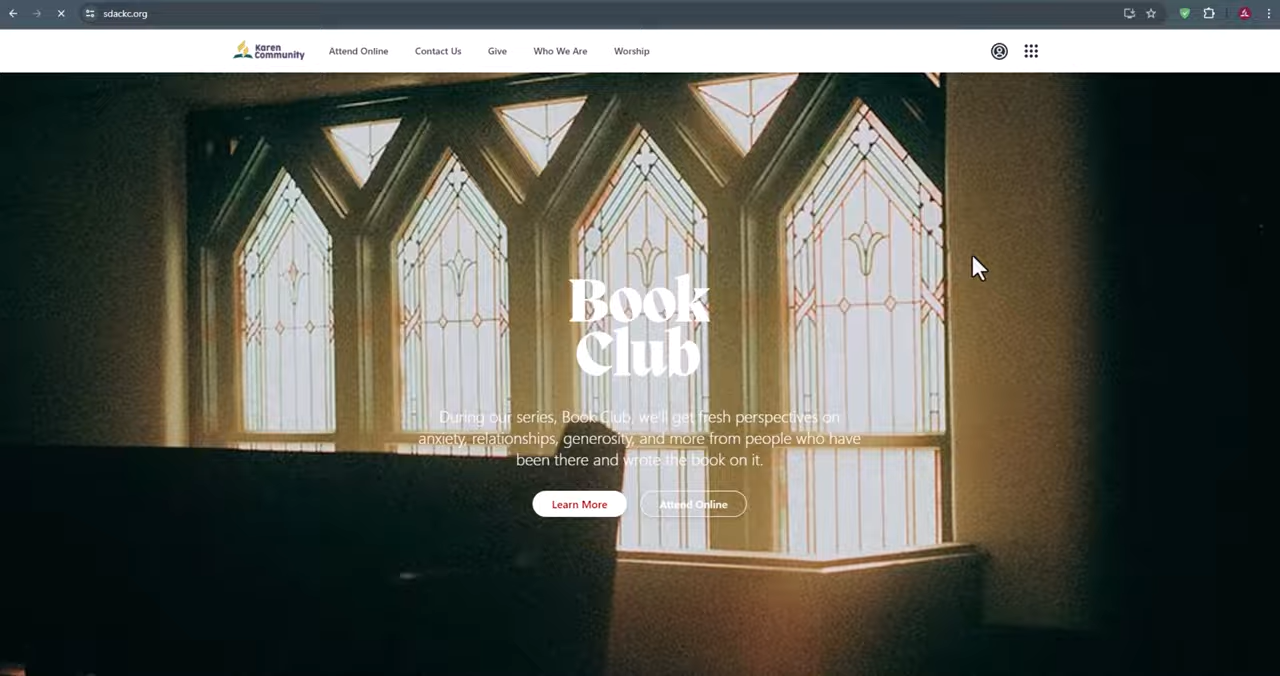 sdackc.org
Karen
Community
Attend Online
Contact Us
Give
Who We Are
Worship
Book
Club
During our series, Book Club, we'll get fresh perspectives on
anxiety, relationships, generosity, and more from people who have
been there and wrote the book on it.
Learn More
Attend Online